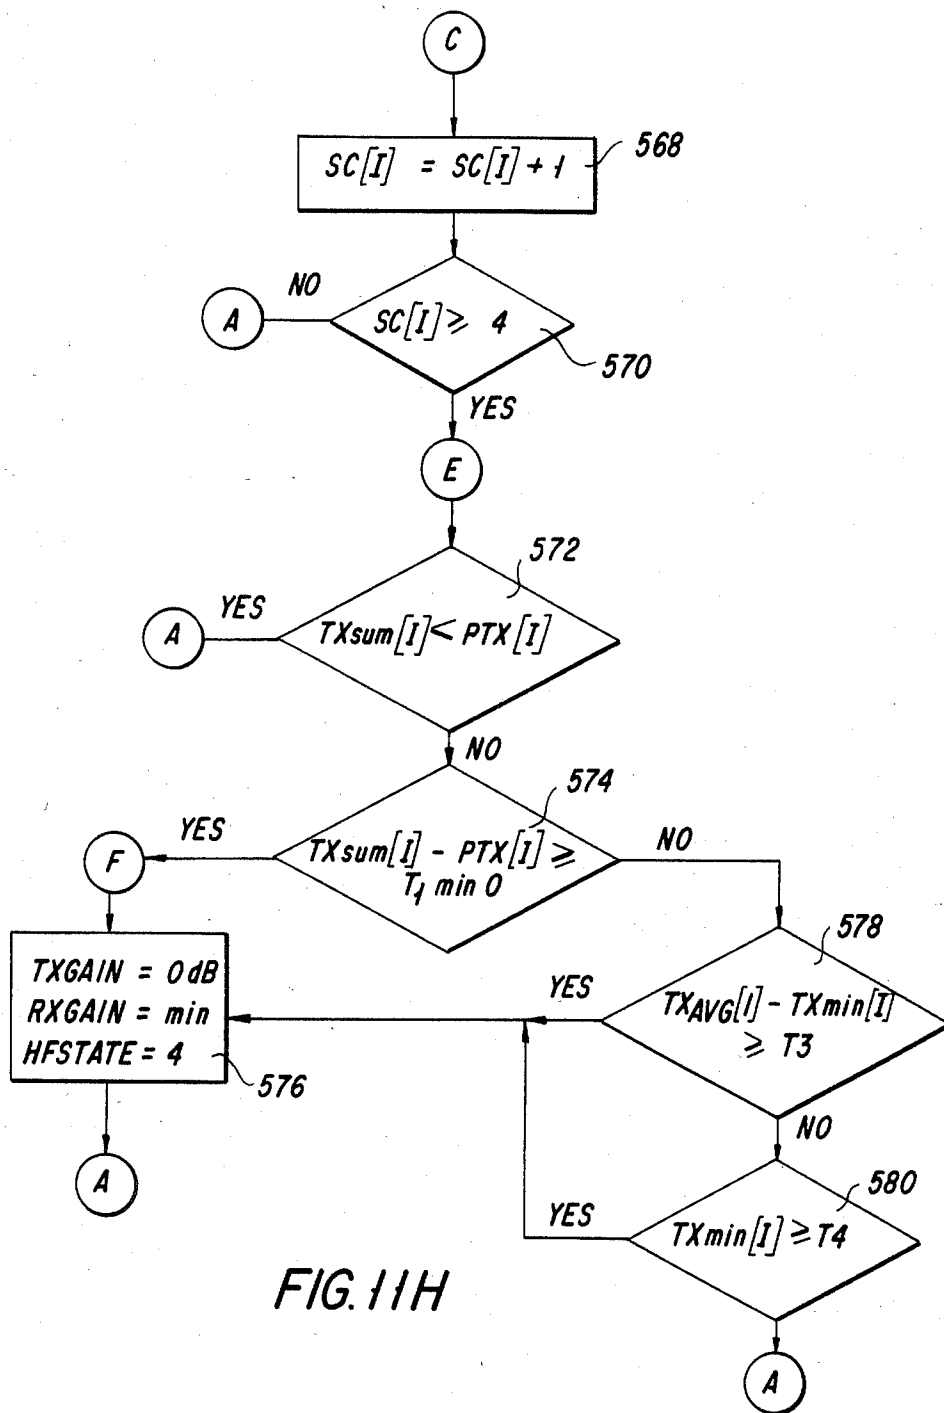 C
568
SC[I] = SC[I] + 1
NO
A
SC[I] ≥ 4
570
YES
E
572
YES
A
TXsum[I] < PTX[I]
NO
574
YES
NO
F
TXsum[I] - PTX[I] ≥
T1 min 0
578
TXGAIN = 0dB
RXGAIN = min
HFSTATE = 4
576
YES
TXAVG[I] - TXmin[I]
≥ T3
NO
A
580
YES
TXmin[I] ≥ T4
FIG. 11H
A